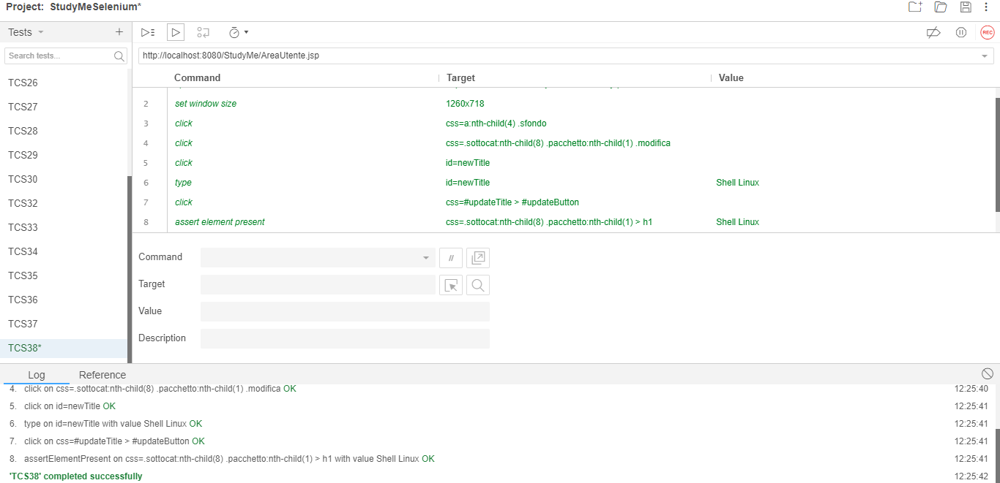 Project: StudyMeSelenium*
Tests
Search tests...
TCS26
TCS27
TCS28
TCS29
TCS30
TCS32
TCS33
TCS34
TCS35
TCS36
TCS37
TCS38*
REC
http://localhost:8080/StudyMe/AreaUtente.jsp
Command Target Value
2 set window size 1260x718
3 click css=a:nth-child(4) .sfondo
4 click css=.sottocat:nth-child(8) .pacchetto:nth-child(1) .modifica
5 click id=newTitle
6 type id=newTitle Shell Linux
7 click css=#updateTitle > #updateButton
8 assert element present css=.sottocat:nth-child(8) .pacchetto:nth-child(1) > h1 Shell Linux
Command //
Target
Value
Description
Log Reference
4. click on css=.sottocat:nth-child(8) .pacchetto:nth-child(1) .modifica OK 12:25:40
5. click on id=newTitle OK 12:25:41
6. type on id=newTitle with value Shell Linux OK 12:25:41
7. click on css=#updateTitle > #updateButton OK 12:25:41
8. assertElementPresent on css=.sottocat:nth-child(8) .pacchetto:nth-child(1) > h1 with value Shell Linux OK 12:25:41
'TCS38' completed successfully 12:25:42